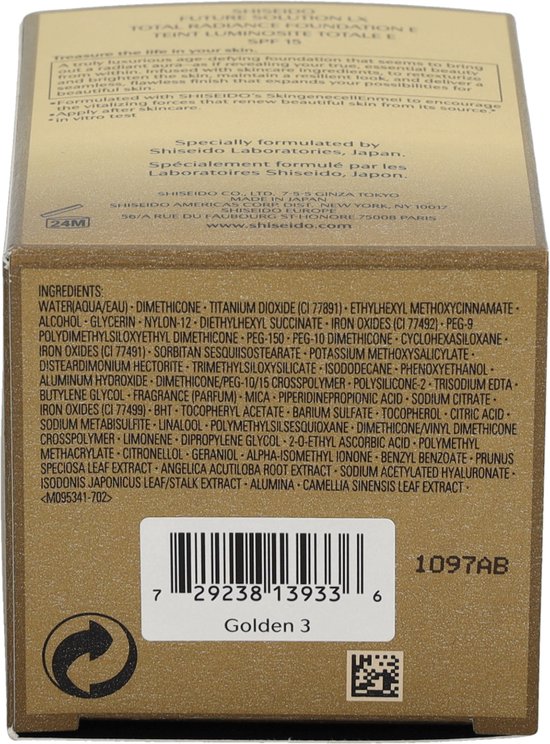 SHISEIDO
FUTURE SOLUTION LX
TOTAL RADIANCE FOUNDATION E
TEINT LUMINOSITE TOTALE E
SPF 15
Treasure the life in your skin.
A truly luxurious age-defying foundation that seems to bring
out a radiant aura-as if revealing your true, essential beauty
from within. Infused with skincare ingredients, to retexturize
and brighten the skin, maintain a resilient look, and deliver a
seamless, beautiful finish that expands your possibilities for
beautiful skin.
•Formulated with SHISEIDO's SkingenecellEnmei to encourage
the vitalizing forces that renew beautiful skin from its source.*
•Apply after skincare.
*in vitro test
Specially formulated by
Shiseido Laboratories, Japan.
Spécialement formulé par les
Laboratoires Shiseido, Japan.
SHISEIDO CO., LTD. 7-5-5 GINZA TOKYO
MADE IN JAPAN
SHISEIDO AMERICAS CORP. DIST. NEW YORK, NY 10017
SHISEIDO EUROPE
56/A RUE DU FAUBOURG ST-HONORE.75008 PARIS
www.shiseido.com
24M
INGREDIENTS:
WATER(AQUA/EAU)・DIMETHICONE・TITANIUM DIOXIDE (CI 77891)・ETHYLHEXYL METHOXYCINNAMATE・
ALCOHOL・GLYCERIN・NYLON-12・DIETHYLHEXYL SUCCINATE・IRON OXIDES (CI 77492)・PEG-9
POLYDIMETHYLSILOXYETHYL DIMETHICONE・PEG-150・PEG-10 DIMETHICONE・CYCLOHEXASILOXANE・
IRON OXIDES (CI 77491)・SORBITAN SESQUIISOSTEARATE・POTASSIUM METHOXYSALICYLATE・
DISTEARDIMONIUM HECTORITE・TRIMETHYLSILOXYSILICATE・ISODODECANE・PHENOXYETHANOL・
ALUMINUM HYDROXIDE・DIMETHICONE/PEG-10/15 CROSSPOLYMER・POLYSILICONE-2・TRISODIUM EDTA・
BUTYLENE GLYCOL・FRAGRANCE (PARFUM)・MICA・PIPERIDINEPROPIONIC ACID・SODIUM CITRATE・
IRON OXIDES (CI 77499)・BHT・TOCOPHERYL ACETATE・BARIUM SULFATE・TOCOPHEROL・CITRIC ACID・
SODIUM METABISULFITE・LINALOOL・POLYMETHYLSILSESQUIOXANE・DIMETHICONE/VINYL DIMETHICONE
CROSSPOLYMER・LIMONENE・DIPROPYLENE GLYCOL・2-O-ETHYL ASCORBIC ACID・POLYMETHYL
METHACRYLATE・CITRONELLOL・GERANIOL・ALPHA-ISOMETHYL IONONE・BENZYL BENZOATE・PRUNUS
SPECIOSA LEAF EXTRACT・ANGELICA ACUTILOBA ROOT EXTRACT・SODIUM ACETYLATED HYALURONATE・
ISODONIS JAPONICUS LEAF/STALK EXTRACT・ALUMINA・CAMELLIA SINENSIS LEAF EXTRACT・
<M095341-702>
7 29238 13933 6
Golden 3
1097AB